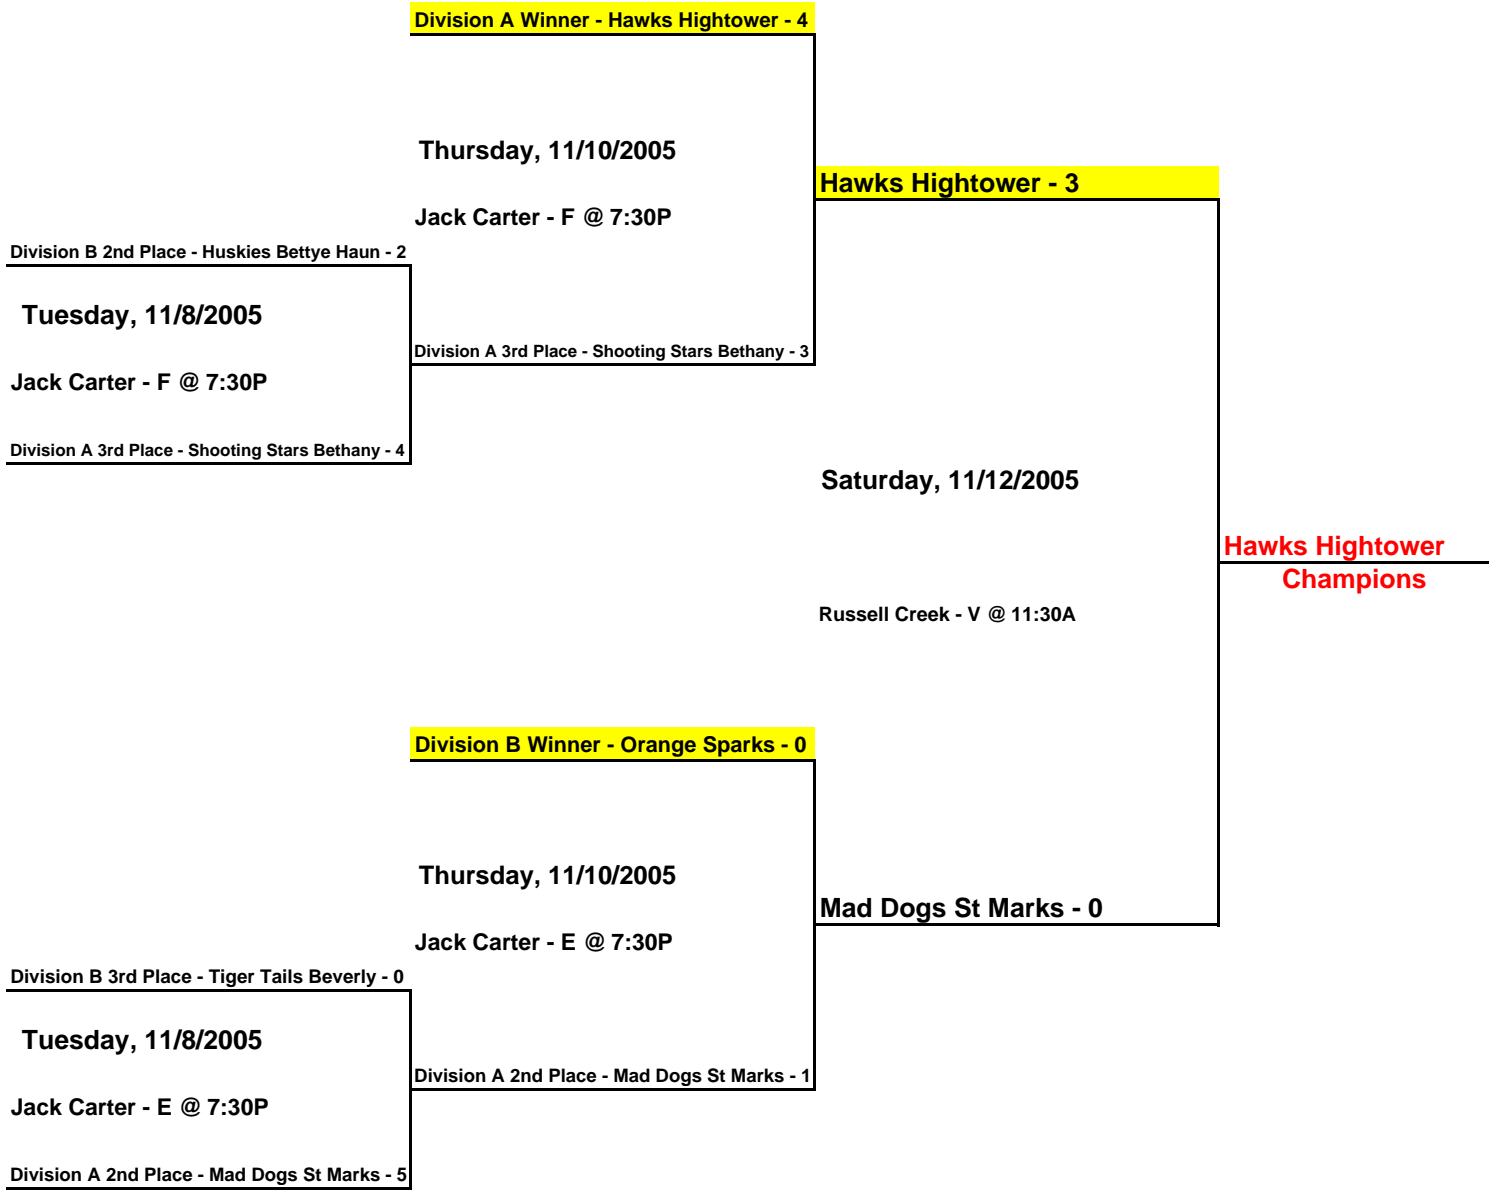 Division A Winner - Hawks Hightower - 4
Thursday, 11/10/2005
Hawks Hightower - 3
Jack Carter - F @ 7:30P
Division B 2nd Place - Huskies Bettye Haun - 2
Tuesday, 11/8/2005
Division A 3rd Place - Shooting Stars Bethany - 3
Jack Carter - F @ 7:30P
Division A 3rd Place - Shooting Stars Bethany - 4
Saturday, 11/12/2005
Hawks Hightower
Champions
Russell Creek - V @ 11:30A
Division B Winner - Orange Sparks - 0
Thursday, 11/10/2005
Mad Dogs St Marks - 0
Jack Carter - E @ 7:30P
Division B 3rd Place - Tiger Tails Beverly - 0
Tuesday, 11/8/2005
Division A 2nd Place - Mad Dogs St Marks - 1
Jack Carter - E @ 7:30P
Division A 2nd Place - Mad Dogs St Marks - 5